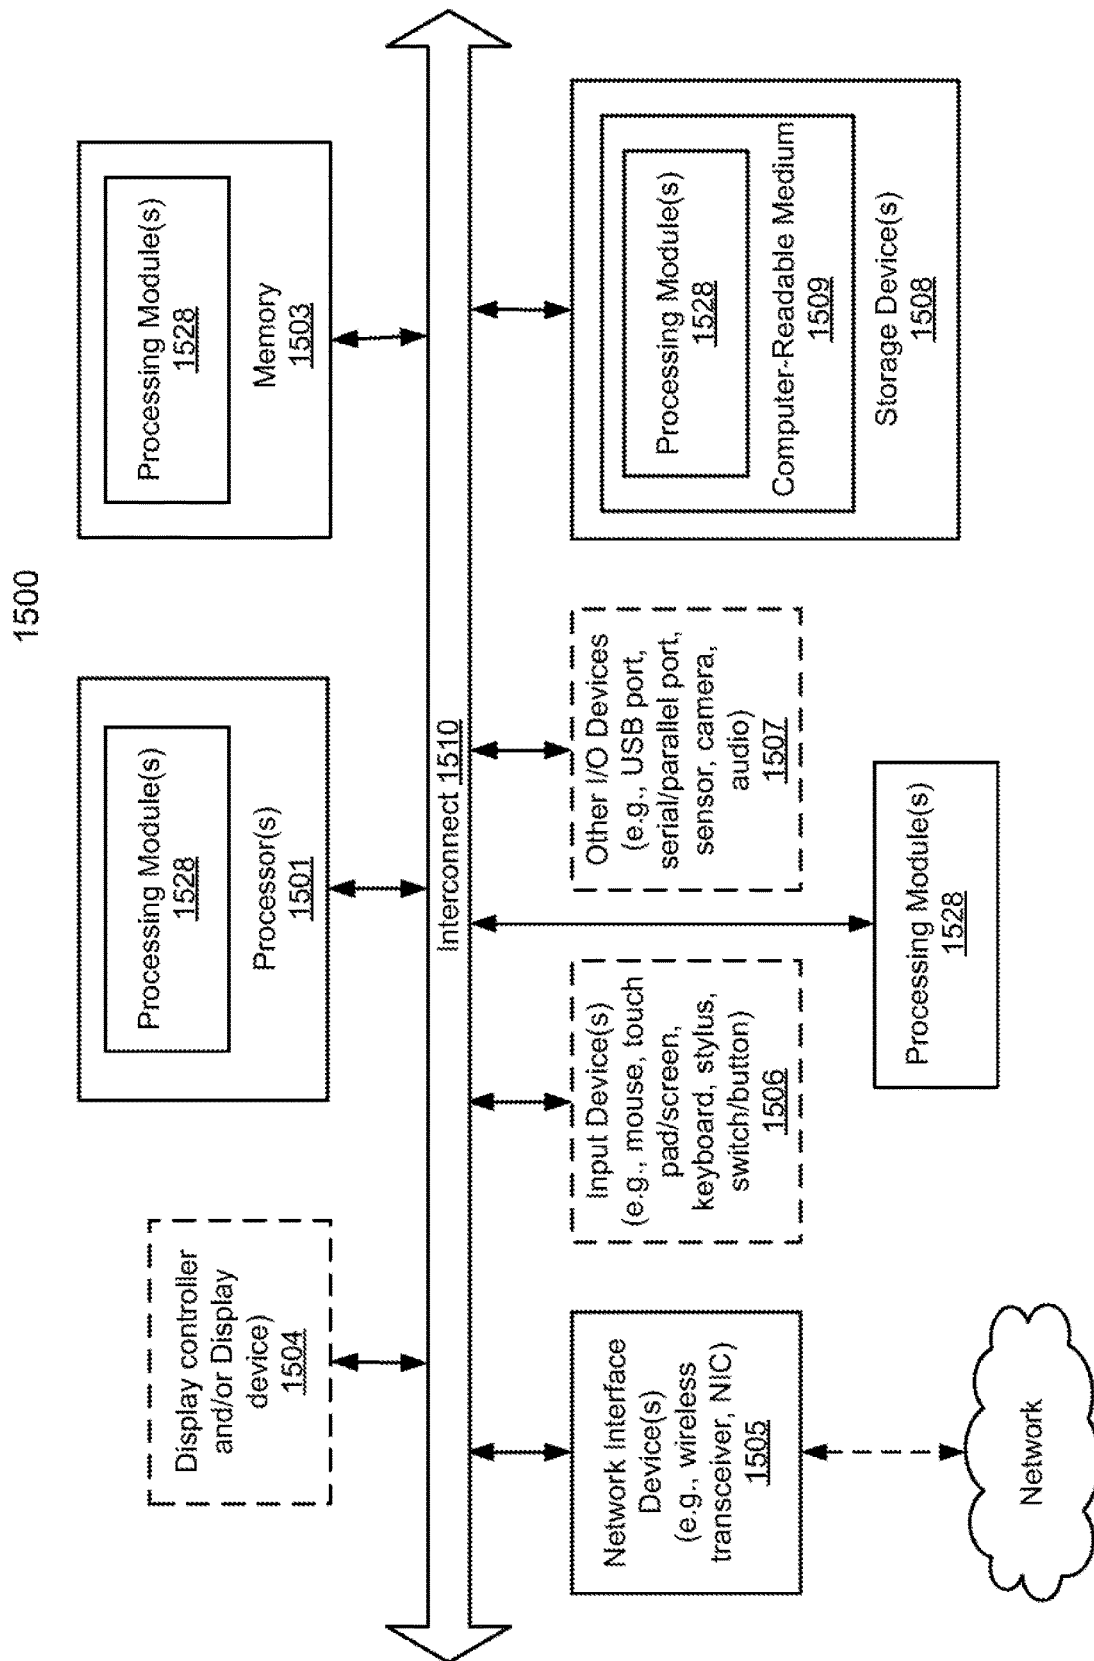 1500
Processing Module(s)
1528
Processor(s)
1501
Processing Module(s)
1528
Memory
1503
Display controller
and/or Display
device)
1504
Interconnect 1510
Network Interface
Device(s)
(e.g., wireless
transceiver, NIC)
1505
Input Device(s)
(e.g., mouse, touch
pad/screen,
keyboard, stylus,
switch/button)
1506
Other I/O Devices
(e.g., USB port,
serial/parallel port,
sensor, camera,
audio)
1507
Processing Module(s)
1528
Computer-Readable Medium
1509
Storage Device(s)
1508
Processing Module(s)
1528
Network